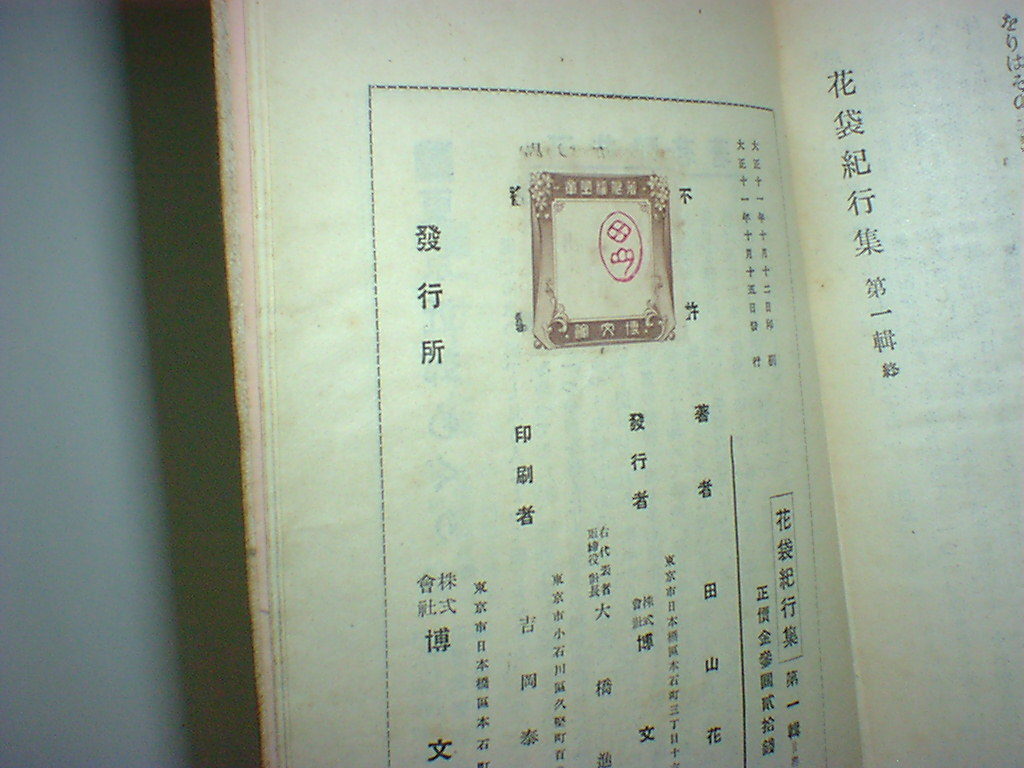 をりはその
花袋紀行集 第一輯 終
大正十一年十月十二日印刷
大正十一年十月十五日發行
不許
花袋紀行集 第一輯
正價金參圓貳拾錢
著者 田山花
東京市日本橋區本石町三丁目十
發行者 株式會社 博文
右代表者
取締役社長 大橋進
東京市小石川區久堅町百
印刷者 吉岡泰
東京市日本橋區本石町
發行所 株式會社 博文
博文館
田山